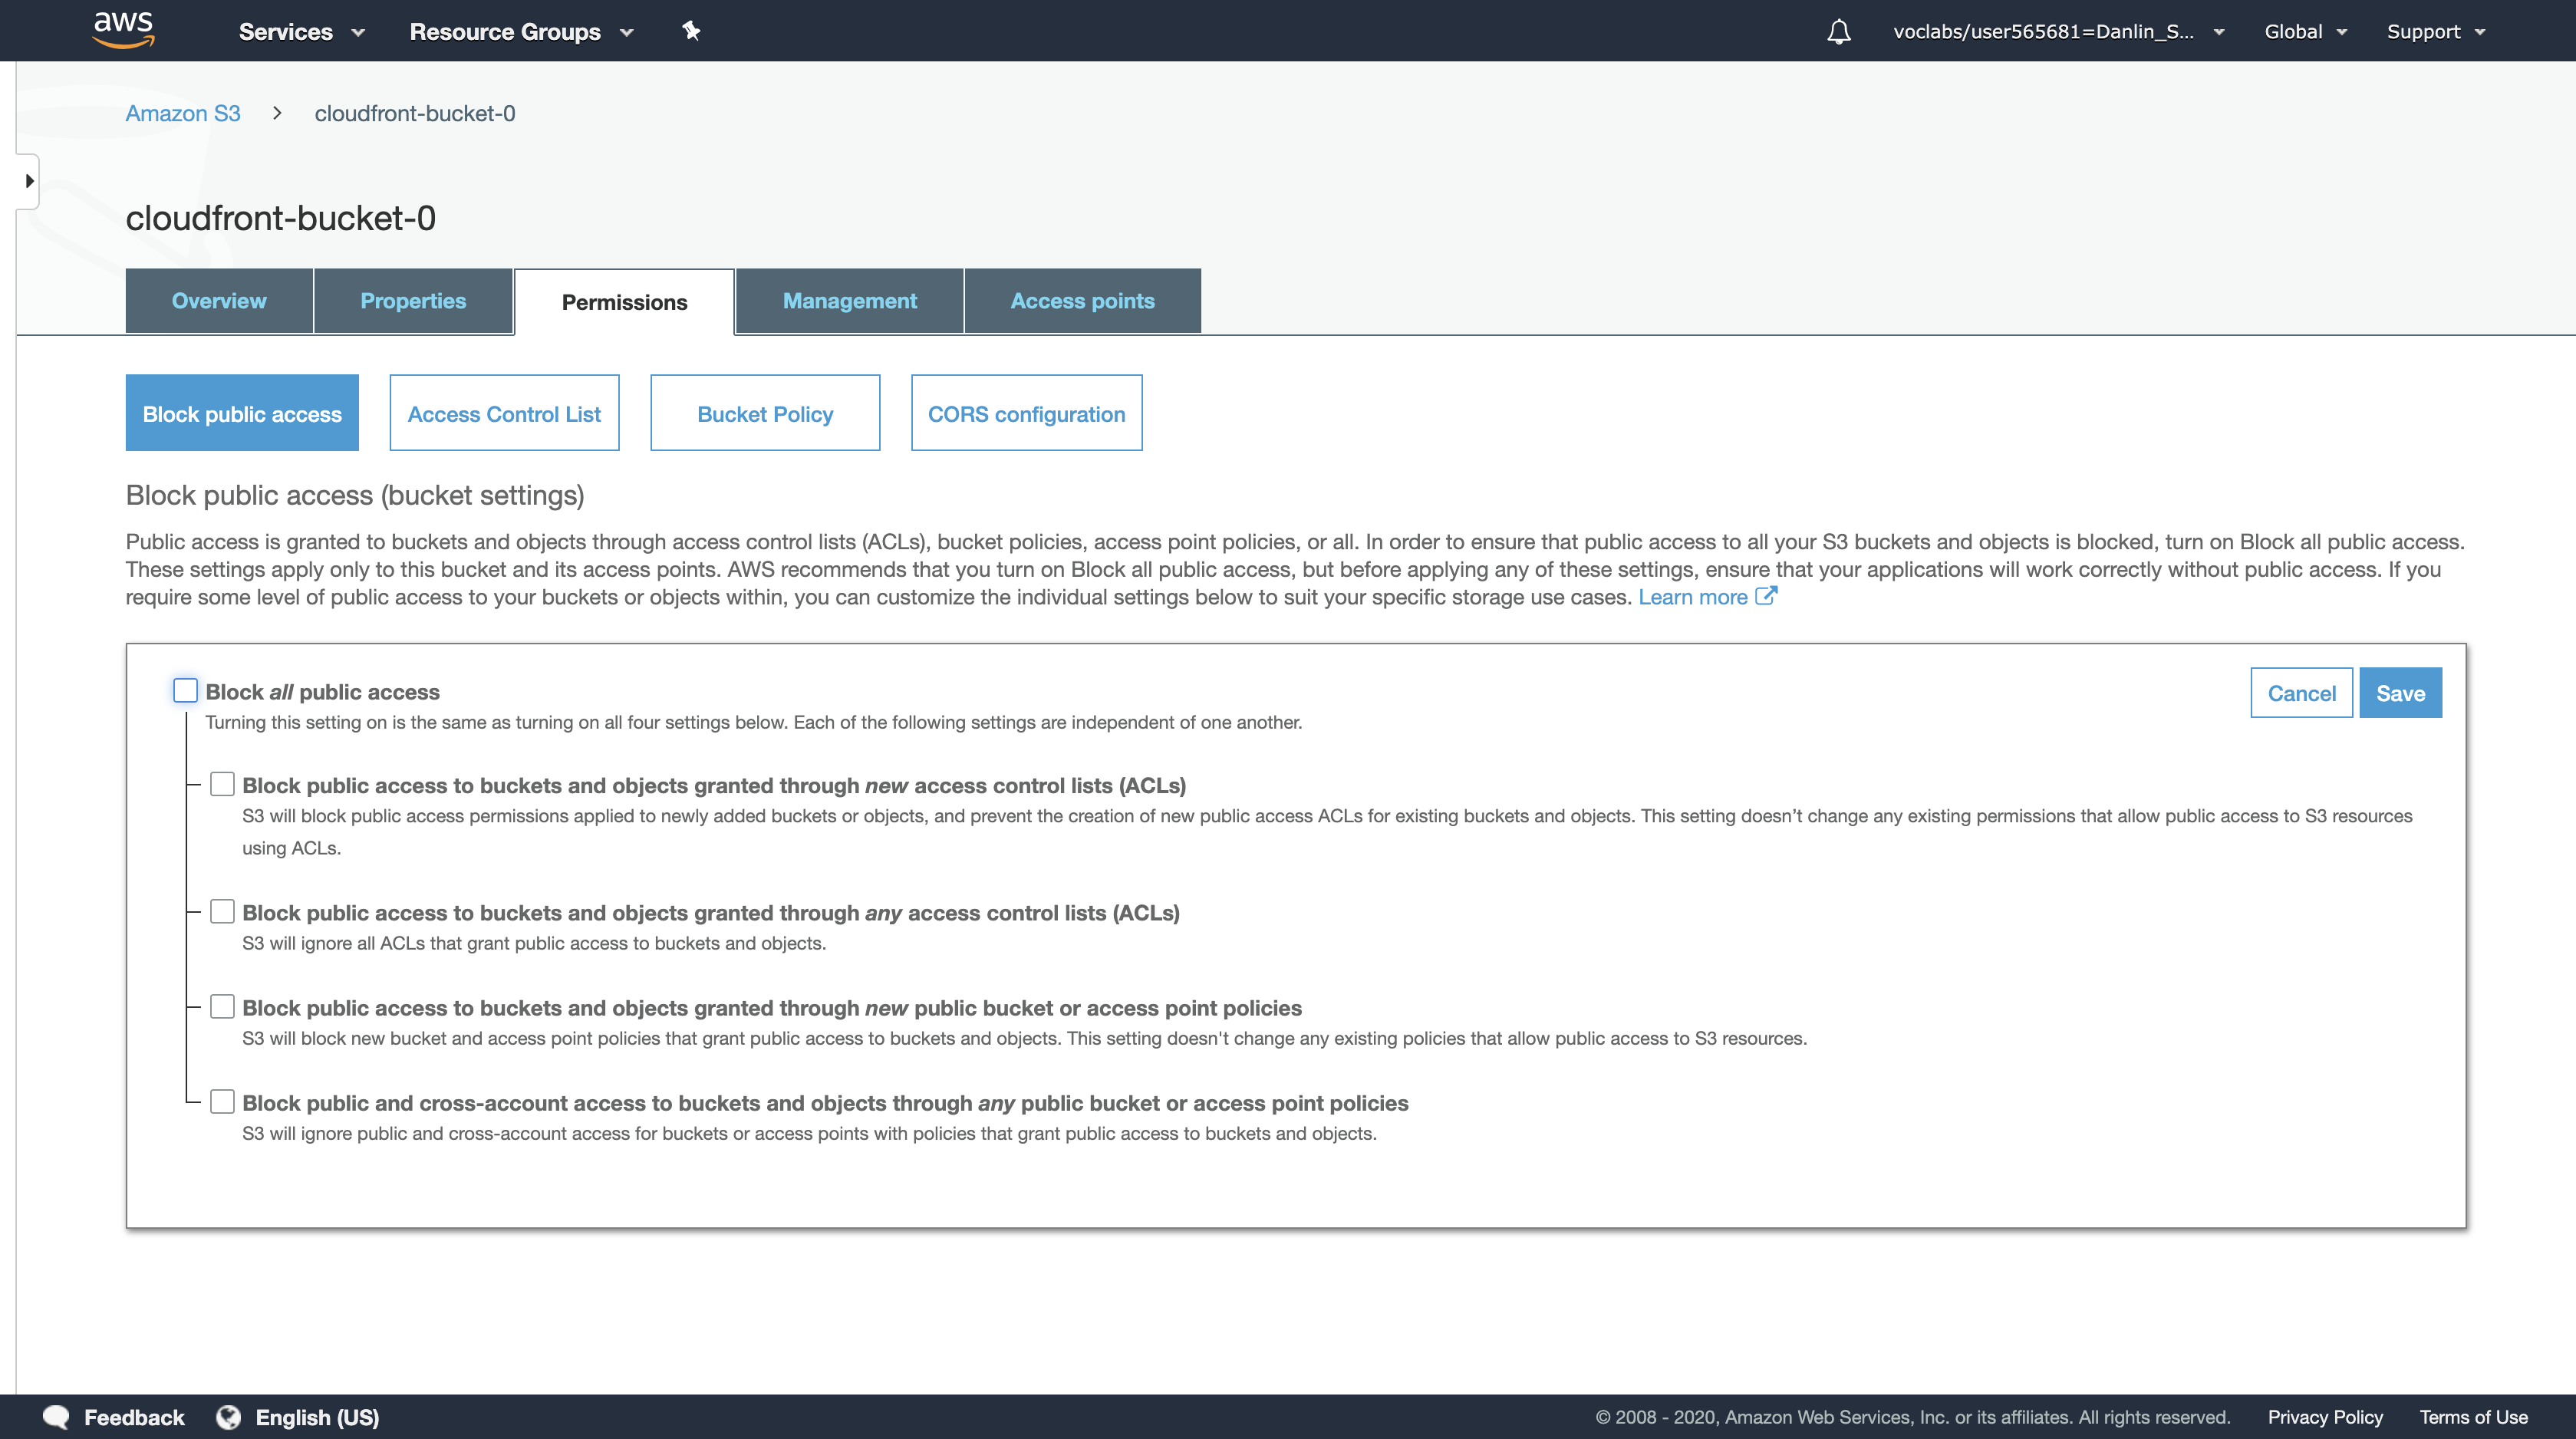 aws
Services
Resource Groups
voclabs/user565681=Danlin_S...
Global
Support
Amazon S3
cloudfront-bucket-0
cloudfront-bucket-0
Overview
Properties
Permissions
Management
Access points
Block public access
Access Control List
Bucket Policy
CORS configuration
Block public access (bucket settings)
Public access is granted to buckets and objects through access control lists (ACLs), bucket policies, access point policies, or all. In order to ensure that public access to all your S3 buckets and objects is blocked, turn on Block all public access.
These settings apply only to this bucket and its access points. AWS recommends that you turn on Block all public access, but before applying any of these settings, ensure that your applications will work correctly without public access. If you
require some level of public access to your buckets or objects within, you can customize the individual settings below to suit your specific storage use cases. Learn more
Block all public access
Cancel
Save
Turning this setting on is the same as turning on all four settings below. Each of the following settings are independent of one another.
Block public access to buckets and objects granted through new access control lists (ACLs)
S3 will block public access permissions applied to newly added buckets or objects, and prevent the creation of new public access ACLs for existing buckets and objects. This setting doesn’t change any existing permissions that allow public access to S3 resources
using ACLs.
Block public access to buckets and objects granted through any access control lists (ACLs)
S3 will ignore all ACLs that grant public access to buckets and objects.
Block public access to buckets and objects granted through new public bucket or access point policies
S3 will block new bucket and access point policies that grant public access to buckets and objects. This setting doesn't change any existing policies that allow public access to S3 resources.
Block public and cross-account access to buckets and objects through any public bucket or access point policies
S3 will ignore public and cross-account access for buckets or access points with policies that grant public access to buckets and objects.
Feedback
English (US)
© 2008 - 2020, Amazon Web Services, Inc. or its affiliates. All rights reserved.
Privacy Policy
Terms of Use